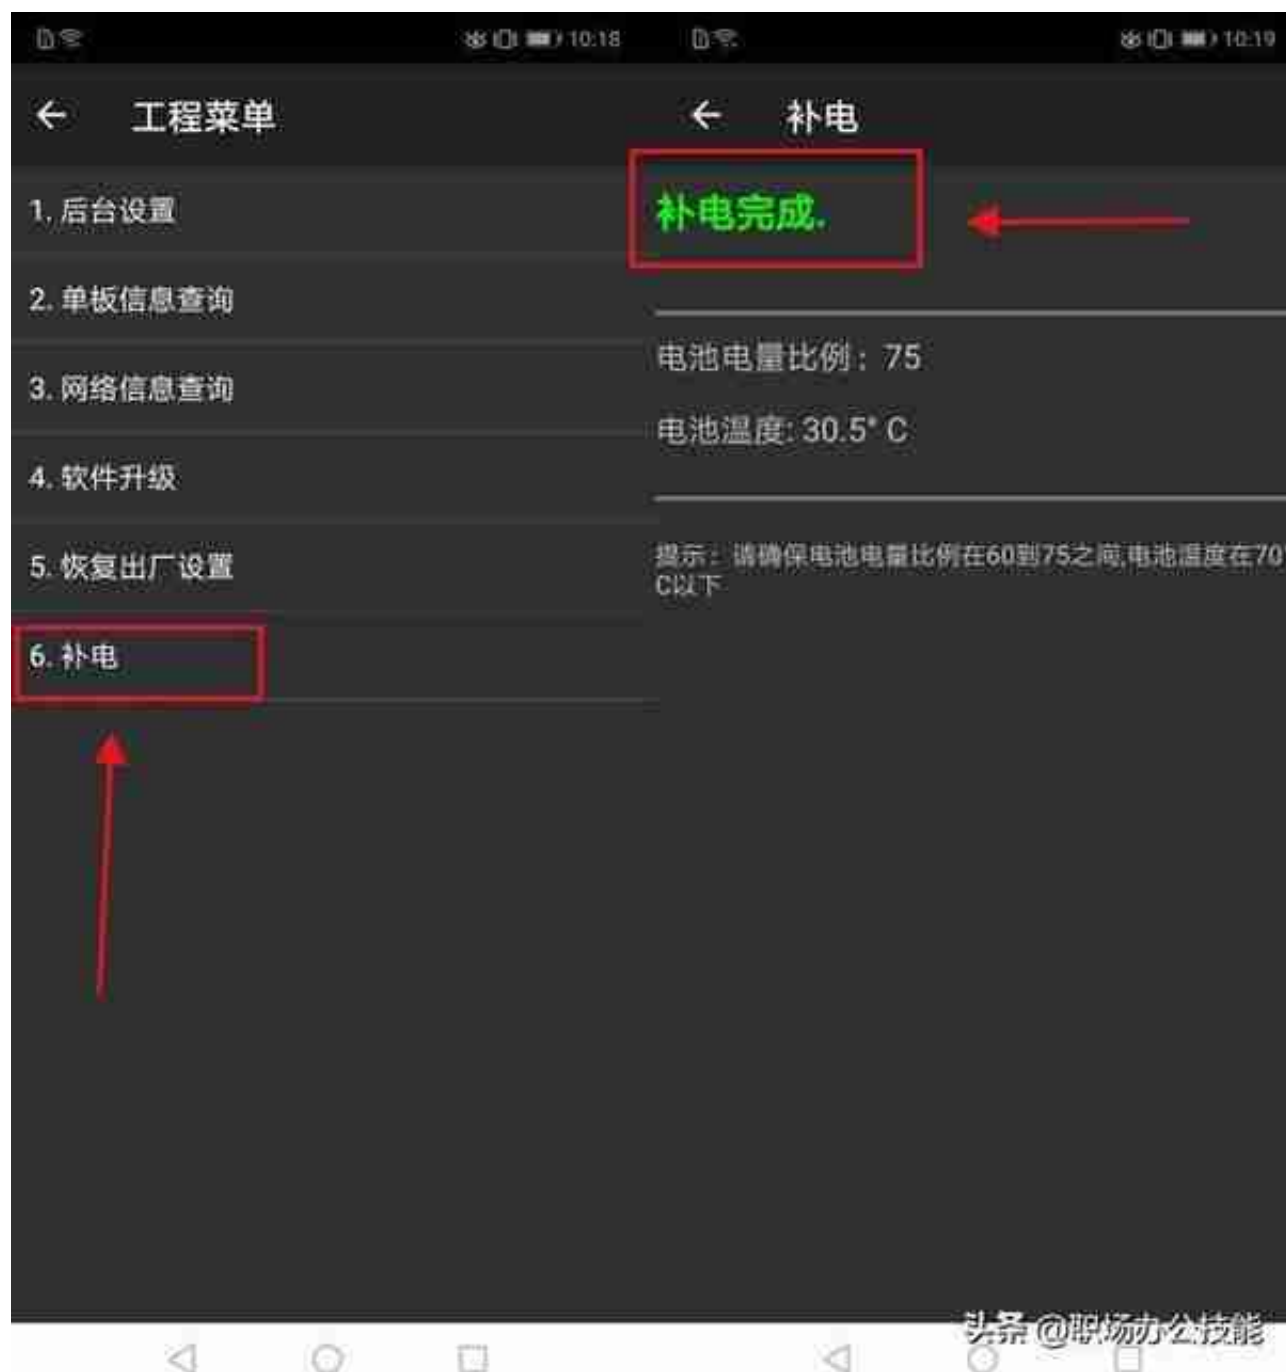 10:18
工程菜单
1. 后台设置
2. 单板信息查询
3. 网络信息查询
4. 软件升级
5. 恢复出厂设置
6. 补电
10:19
补电
补电完成.
电池电量比例: 75
电池温度: 30.5° C
提示: 请确保电池电量比例在60到75之间,电池温度在70
C以下
头条 @职场办公技能